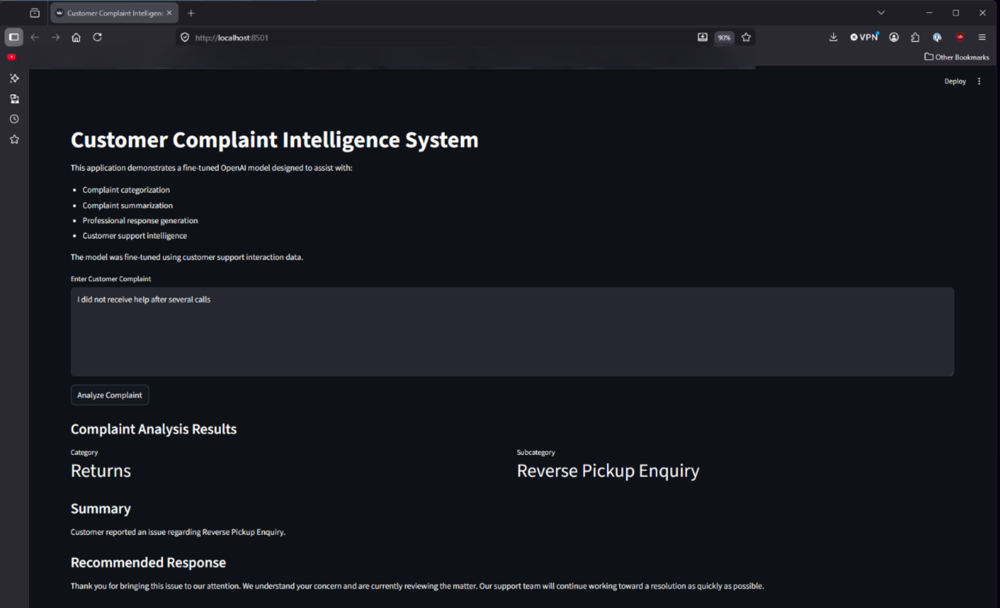 Customer Complaint Intelligenc
http://localhost:8501
90%
VPN
Other Bookmarks
Deploy
Customer Complaint Intelligence System
This application demonstrates a fine-tuned OpenAI model designed to assist with:
• Complaint categorization
• Complaint summarization
• Professional response generation
• Customer support intelligence
The model was fine-tuned using customer support interaction data.
Enter Customer Complaint
I did not receive help after several calls
Analyze Complaint
Complaint Analysis Results
Category
Subcategory
Returns
Reverse Pickup Enquiry
Summary
Customer reported an issue regarding Reverse Pickup Enquiry.
Recommended Response
Thank you for bringing this issue to our attention. We understand your concern and are currently reviewing the matter. Our support team will continue working toward a resolution as quickly as possible.